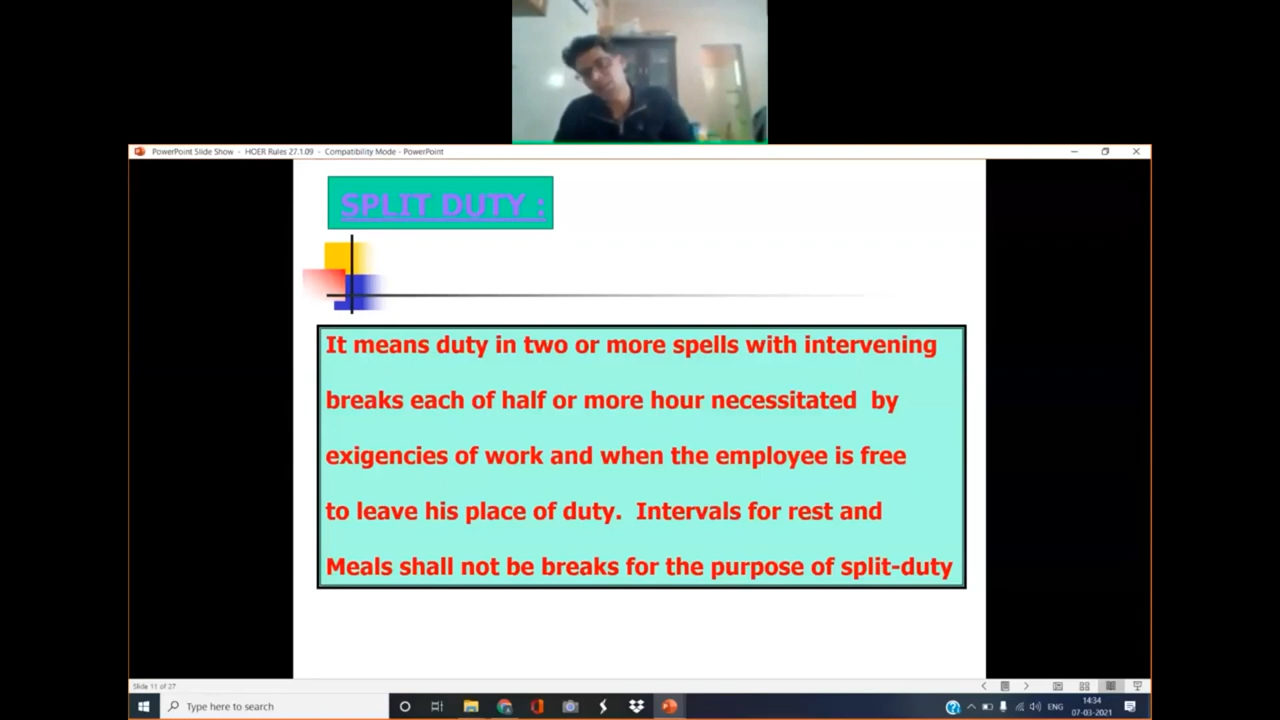 PowerPoint Slide Show - HOER Rules 27.1.09 - Compatibility Mode - PowerPoint
SPLIT DUTY :
It means duty in two or more spells with intervening
breaks each of half or more hour necessitated by
exigencies of work and when the employee is free
to leave his place of duty. Intervals for rest and
Meals shall not be breaks for the purpose of split-duty
Slide 11 of 27
Type here to search
ENG
14:34
07-03-2021